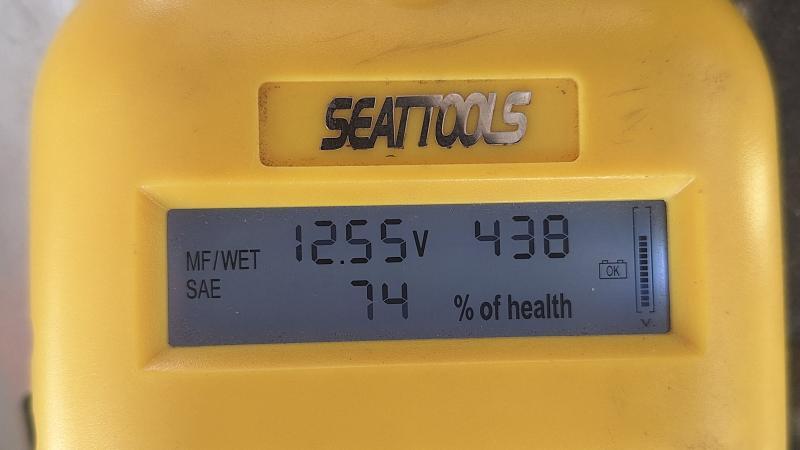 SEATTOOLS
MF/WET 12.55V 438
OK
SAE 74 % of health
V